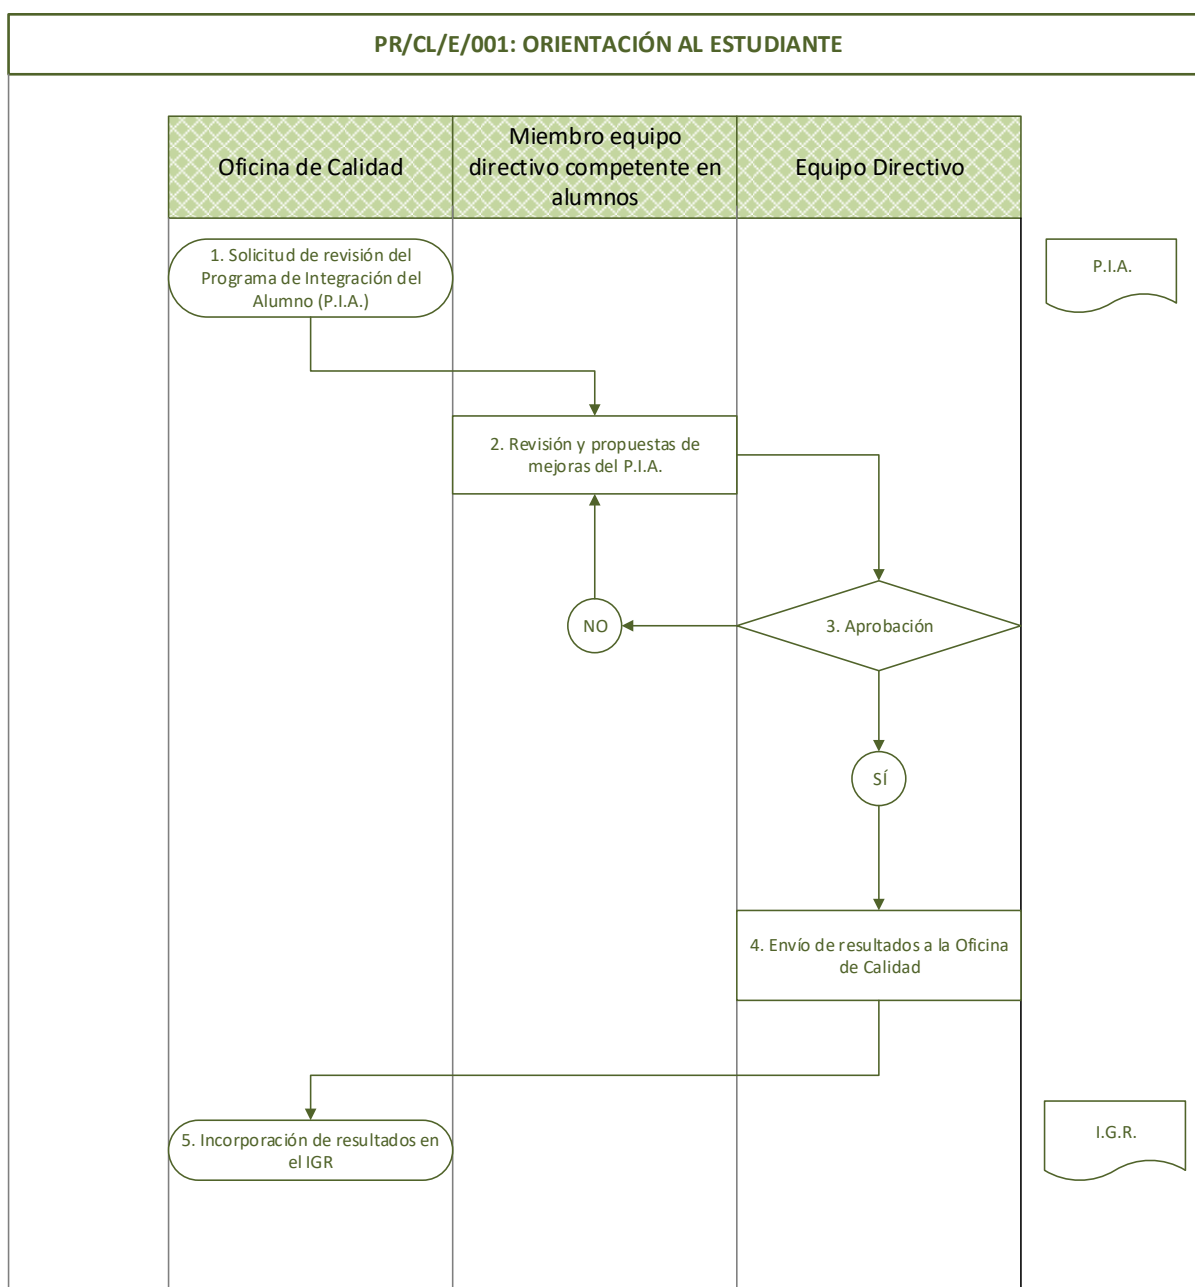 PR/CL/E/001: ORIENTACIÓN AL ESTUDIANTE
Oficina de Calidad
Miembro equipo
directivo competente en
alumnos
Equipo Directivo
1. Solicitud de revisión del
Programa de Integración del
Alumno (P.I.A.)
P.I.A.
2. Revisión y propuestas de
mejoras del P.I.A.
NO
3. Aprobación
SÍ
4. Envío de resultados a la Oficina
de Calidad
5. Incorporación de resultados en
el IGR
I.G.R.